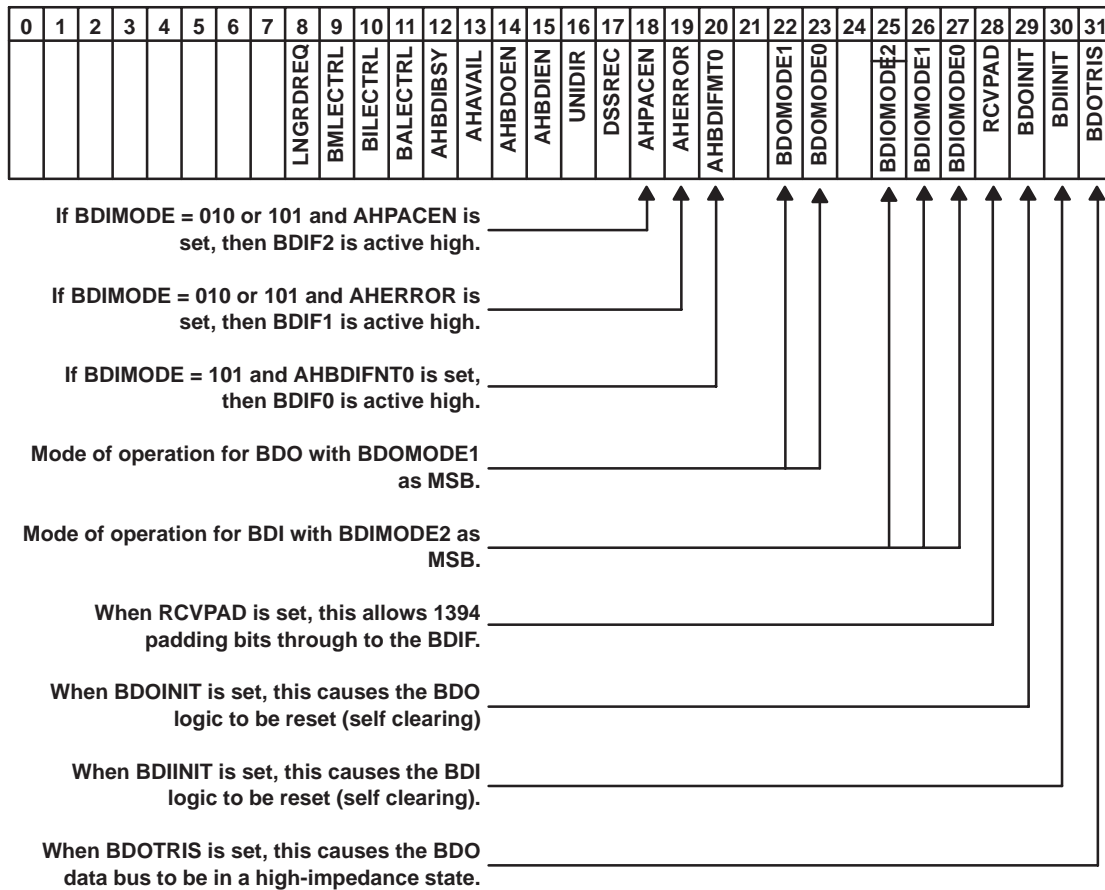 0 1 2 3 4 5 6 7 8 9 10 11 12 13 14 15 16 17 18 19 20 21 22 23 24 25 26 27 28 29 30 31
LNGRDREQ
BMLECTRL
BILECTRL
BALECTRL
AHBDIBSY
AHAVAIL
AHBDOEN
AHBDIEN
UNIDIR
DSSREC
AHPACEN
AHERROR
AHBDIFMT0
BDOMODE1
BDOMODE0
BDIOMODE2
BDIOMODE1
BDIOMODE0
RCVPAD
BDOINIT
BDIINIT
BDOTRIS
If BDIMODE = 010 or 101 and AHPACEN is
set, then BDIF2 is active high.
If BDIMODE = 010 or 101 and AHERROR is
set, then BDIF1 is active high.
If BDIMODE = 101 and AHBDIFNT0 is set,
then BDIF0 is active high.
Mode of operation for BDO with BDOMODE1
as MSB.
Mode of operation for BDI with BDIMODE2 as
MSB.
When RCVPAD is set, this allows 1394
padding bits through to the BDIF.
When BDOINIT is set, this causes the BDO
logic to be reset (self clearing)
When BDIINIT is set, this causes the BDI
logic to be reset (self clearing).
When BDOTRIS is set, this causes the BDO
data bus to be in a high-impedance state.